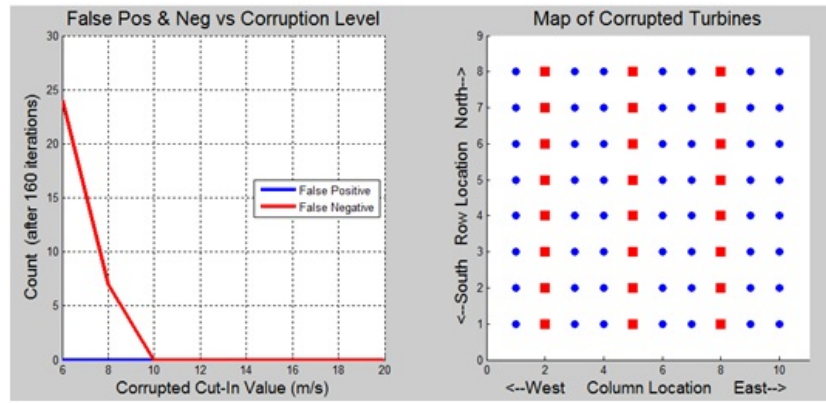 False Pos & Neg vs Corruption Level
30
25
20
15
10
5
0
Count (after 160 iterations)
False Positive
False Negative
6 8 10 12 14 16 18 20
Corrupted Cut-In Value (m/s)
Map of Corrupted Turbines
9
8
7
6
5
4
3
2
1
0
<--South Row Location North-->
0 2 4 6 8 10
<--West Column Location East-->